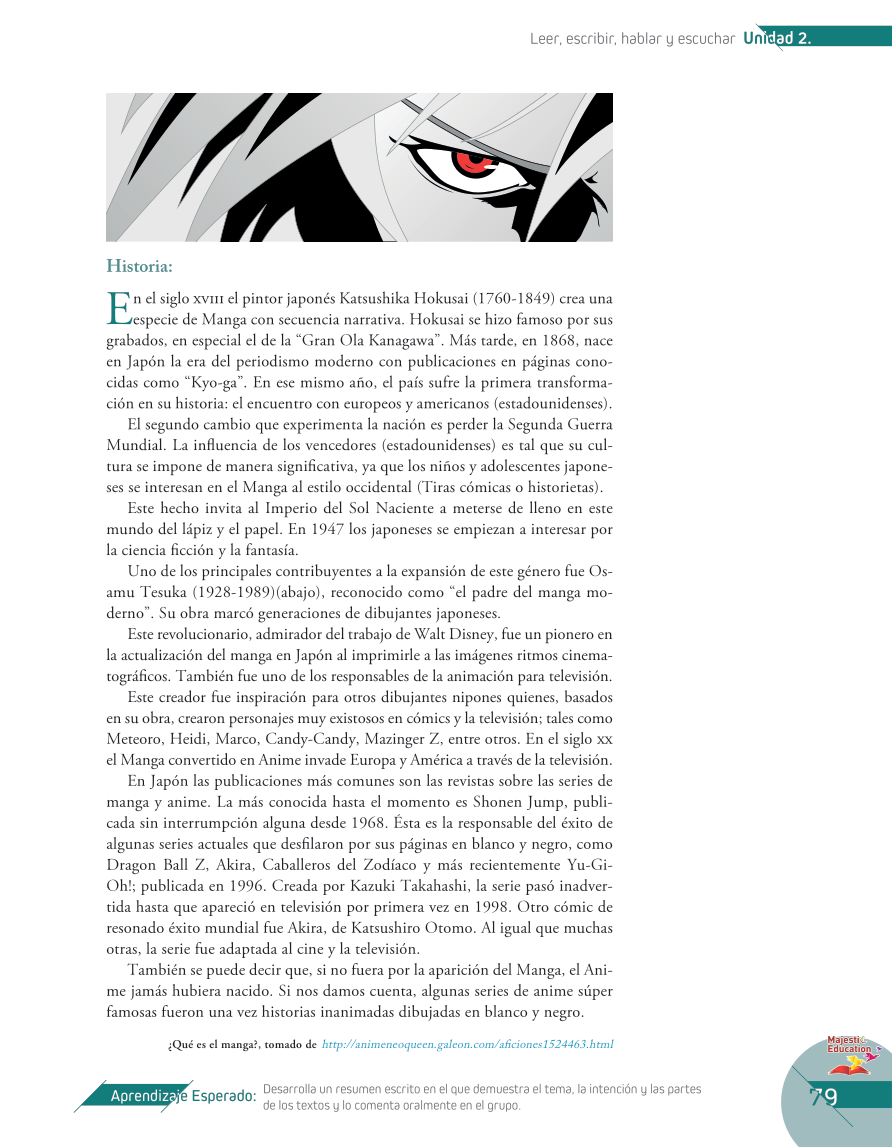 Leer, escribir, hablar y escuchar Unidad 2.
Historia:
En el siglo XVIII el pintor japonés Katsushika Hokusai (1760-1849) crea una
especie de Manga con secuencia narrativa. Hokusai se hizo famoso por sus
grabados, en especial el de la “Gran Ola Kanagawa”. Más tarde, en 1868, nace
en Japón la era del periodismo moderno con publicaciones en páginas cono-
cidas como “Kyo-ga”. En ese mismo año, el país sufre la primera transforma-
ción en su historia: el encuentro con europeos y americanos (estadounidenses).
El segundo cambio que experimenta la nación es perder la Segunda Guerra
Mundial. La influencia de los vencedores (estadounidenses) es tal que su cul-
tura se impone de manera significativa, ya que los niños y adolescentes japone-
ses se interesan en el Manga al estilo occidental (Tiras cómicas o historietas).
Este hecho invita al Imperio del Sol Naciente a meterse de lleno en este
mundo del lápiz y el papel. En 1947 los japoneses se empiezan a interesar por
la ciencia ficción y la fantasía.
Uno de los principales contribuyentes a la expansión de este género fue Os-
amu Tesuka (1928-1989)(abajo), reconocido como “el padre del manga mo-
derno”. Su obra marcó generaciones de dibujantes japoneses.
Este revolucionario, admirador del trabajo de Walt Disney, fue un pionero en
la actualización del manga en Japón al imprimirle a las imágenes ritmos cinema-
tográficos. También fue uno de los responsables de la animación para televisión.
Este creador fue inspiración para otros dibujantes nipones quienes, basados
en su obra, crearon personajes muy existosos en cómics y la televisión; tales como
Meteoro, Heidi, Marco, Candy-Candy, Mazinger Z, entre otros. En el siglo XX
el Manga convertido en Anime invade Europa y América a través de la televisión.
En Japón las publicaciones más comunes son las revistas sobre las series de
manga y anime. La más conocida hasta el momento es Shonen Jump, publi-
cada sin interrumpción alguna desde 1968. Ésta es la responsable del éxito de
algunas series actuales que desfilaron por sus páginas en blanco y negro, como
Dragon Ball Z, Akira, Caballeros del Zodíaco y más recientemente Yu-Gi-
Oh!; publicada en 1996. Creada por Kazuki Takahashi, la serie pasó inadver-
tida hasta que apareció en televisión por primera vez en 1998. Otro cómic de
resonado éxito mundial fue Akira, de Katsushiro Otomo. Al igual que muchas
otras, la serie fue adaptada al cine y la televisión.
También se puede decir que, si no fuera por la aparición del Manga, el Ani-
me jamás hubiera nacido. Si nos damos cuenta, algunas series de anime súper
famosas fueron una vez historias inanimadas dibujadas en blanco y negro.
¿Qué es el manga?, tomado de http://animeneoqueen.galeon.com/aficiones1524463.html
Majestic
Education
Aprendizaje Esperado: Desarrolla un resumen escrito en el que demuestra el tema, la intención y las partes
de los textos y lo comenta oralmente en el grupo.
79